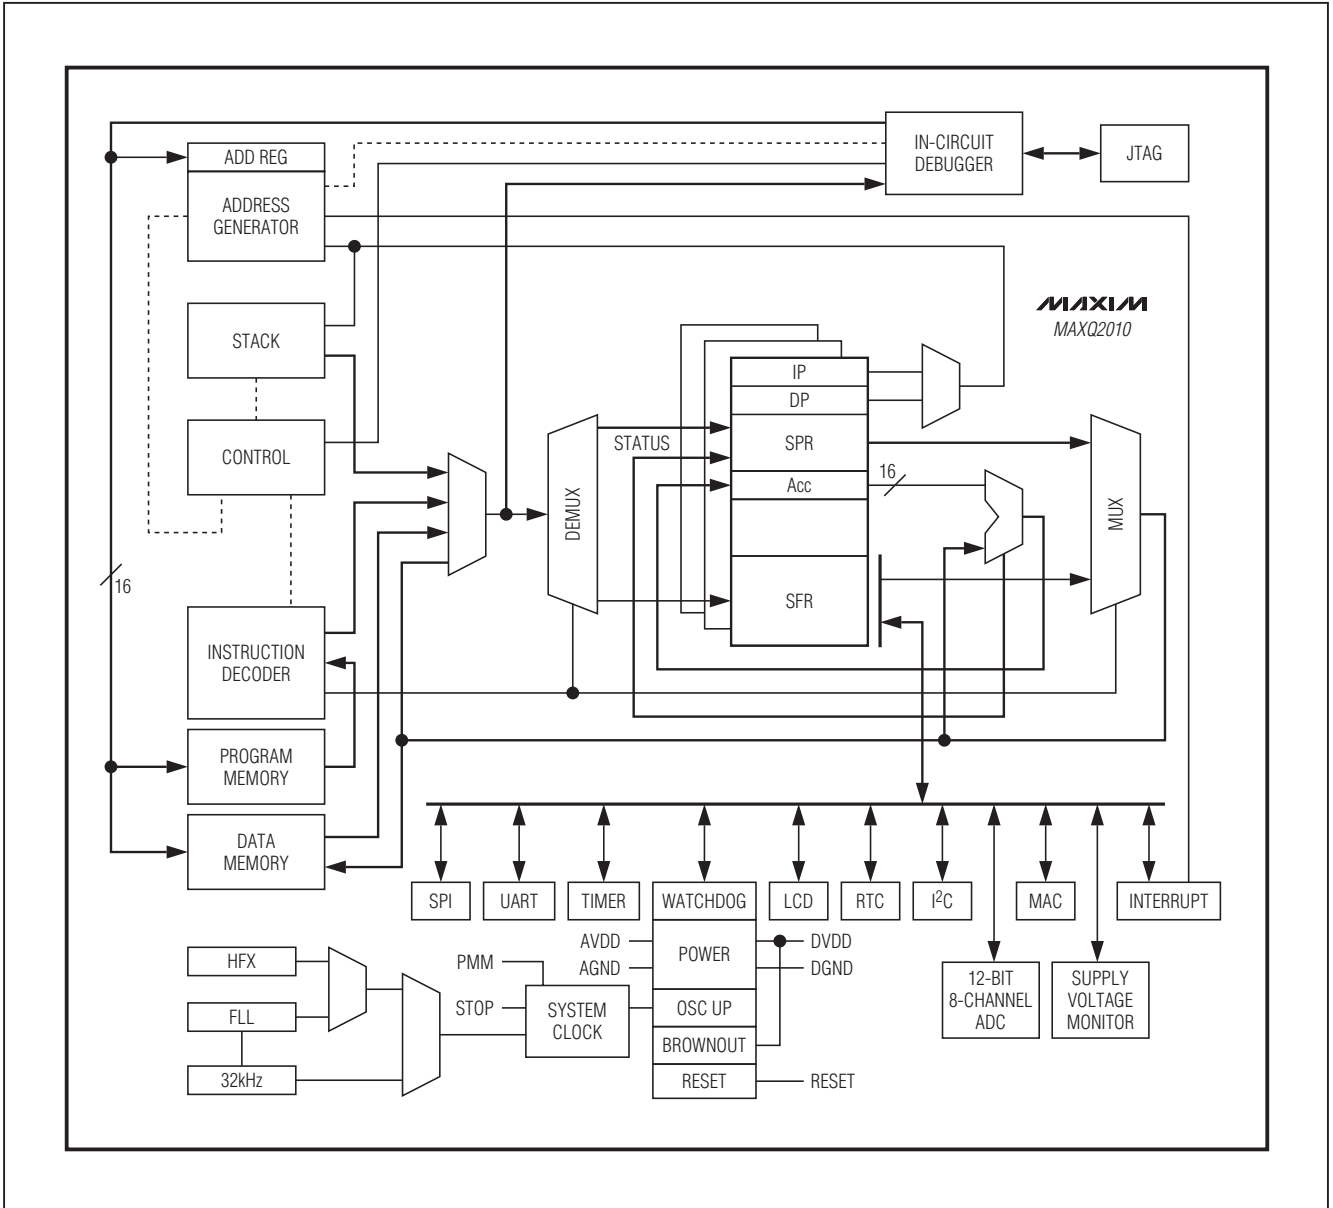 IN-CIRCUIT
DEBUGGER
JTAG
ADD REG
ADDRESS
GENERATOR
MAXIM
MAXQ2010
STACK
CONTROL
16
INSTRUCTION
DECODER
PROGRAM
MEMORY
DATA
MEMORY
DEMUX
STATUS
IP
DP
SPR
Acc
SFR
16
MUX
SPI
UART
TIMER
WATCHDOG
LCD
RTC
I²C
MAC
INTERRUPT
AVDD
AGND
POWER
DVDD
DGND
12-BIT
8-CHANNEL
ADC
SUPPLY
VOLTAGE
MONITOR
HFX
FLL
32kHz
PMM
STOP
SYSTEM
CLOCK
OSC UP
BROWNOUT
RESET
RESET